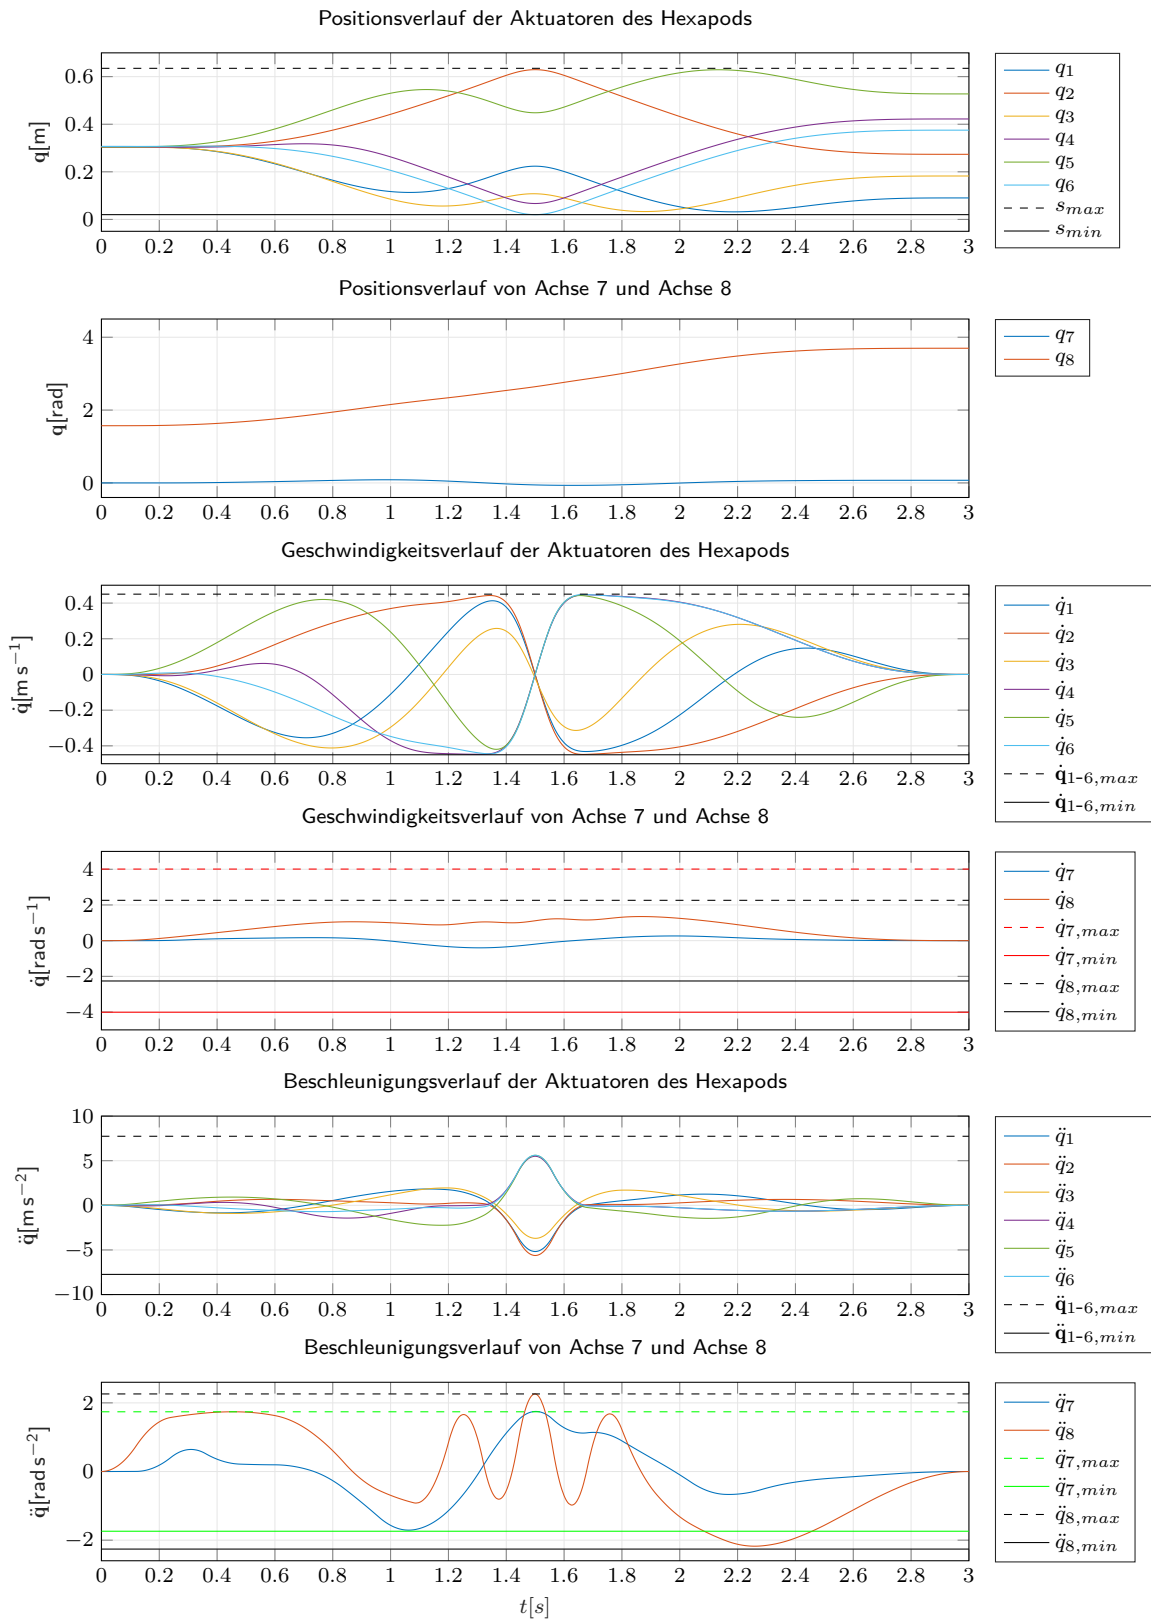 Positionsverlauf der Aktuatoren des Hexapods
q[m]
0.6
0.4
0.2
0
0 0.2 0.4 0.6 0.8 1 1.2 1.4 1.6 1.8 2 2.2 2.4 2.6 2.8 3
q1
q2
q3
q4
q5
q6
smax
smin
Positionsverlauf von Achse 7 und Achse 8
q[rad]
4
2
0
0 0.2 0.4 0.6 0.8 1 1.2 1.4 1.6 1.8 2 2.2 2.4 2.6 2.8 3
q7
q8
Geschwindigkeitsverlauf der Aktuatoren des Hexapods
q̇[m s−1]
0.4
0.2
0
−0.2
−0.4
0 0.2 0.4 0.6 0.8 1 1.2 1.4 1.6 1.8 2 2.2 2.4 2.6 2.8 3
q̇1
q̇2
q̇3
q̇4
q̇5
q̇6
q̇1-6,max
q̇1-6,min
Geschwindigkeitsverlauf von Achse 7 und Achse 8
q̇[rad s−1]
4
2
0
−2
−4
0 0.2 0.4 0.6 0.8 1 1.2 1.4 1.6 1.8 2 2.2 2.4 2.6 2.8 3
q̇7
q̇8
q̇7,max
q̇7,min
q̇8,max
q̇8,min
Beschleunigungsverlauf der Aktuatoren des Hexapods
q̈[m s−2]
10
5
0
−5
−10
0 0.2 0.4 0.6 0.8 1 1.2 1.4 1.6 1.8 2 2.2 2.4 2.6 2.8 3
q̈1
q̈2
q̈3
q̈4
q̈5
q̈6
q̈1-6,max
q̈1-6,min
Beschleunigungsverlauf von Achse 7 und Achse 8
q̈[rad s−2]
2
0
−2
0 0.2 0.4 0.6 0.8 1 1.2 1.4 1.6 1.8 2 2.2 2.4 2.6 2.8 3
t[s]
q̈7
q̈8
q̈7,max
q̈7,min
q̈8,max
q̈8,min